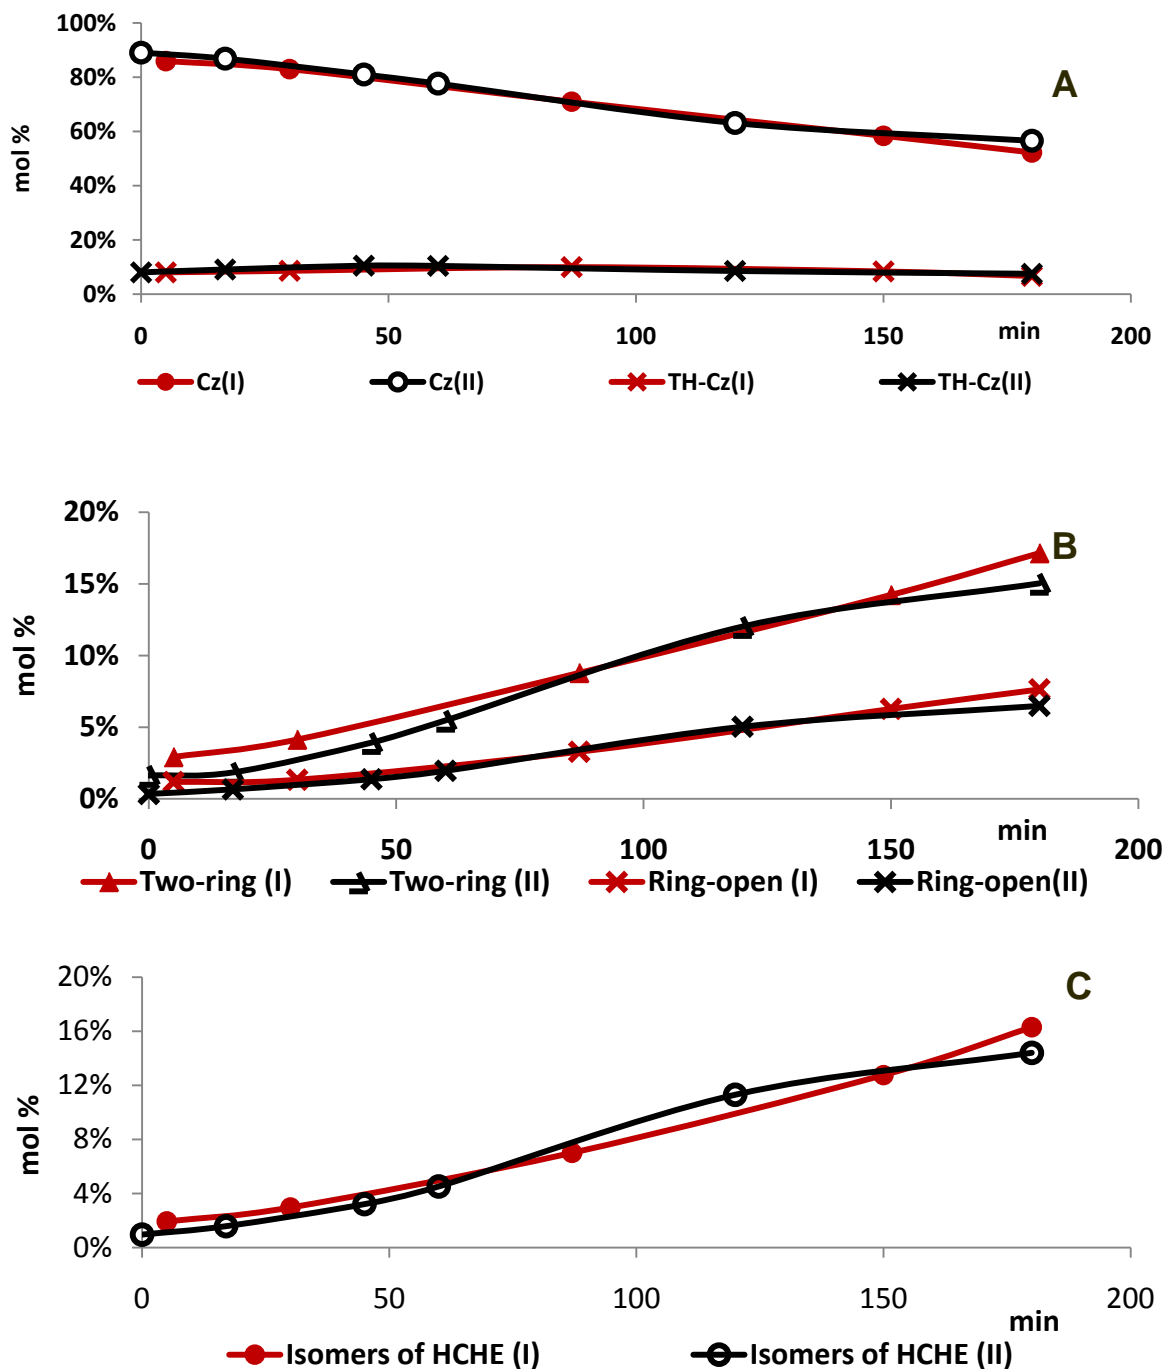 100%
A
80%
60%
mol %
40%
20%
0%
0 50 100 150 min 200
Cz(I) Cz(II) TH-Cz(I) TH-Cz(II)
20%
B
15%
10%
mol %
5%
0%
min
0 50 100 150 200
Two-ring (I) Two-ring (II) Ring-open (I) Ring-open(II)
20%
C
16%
12%
mol %
8%
4%
0%
0 50 100 150 200
min
Isomers of HCHE (I) Isomers of HCHE (II)